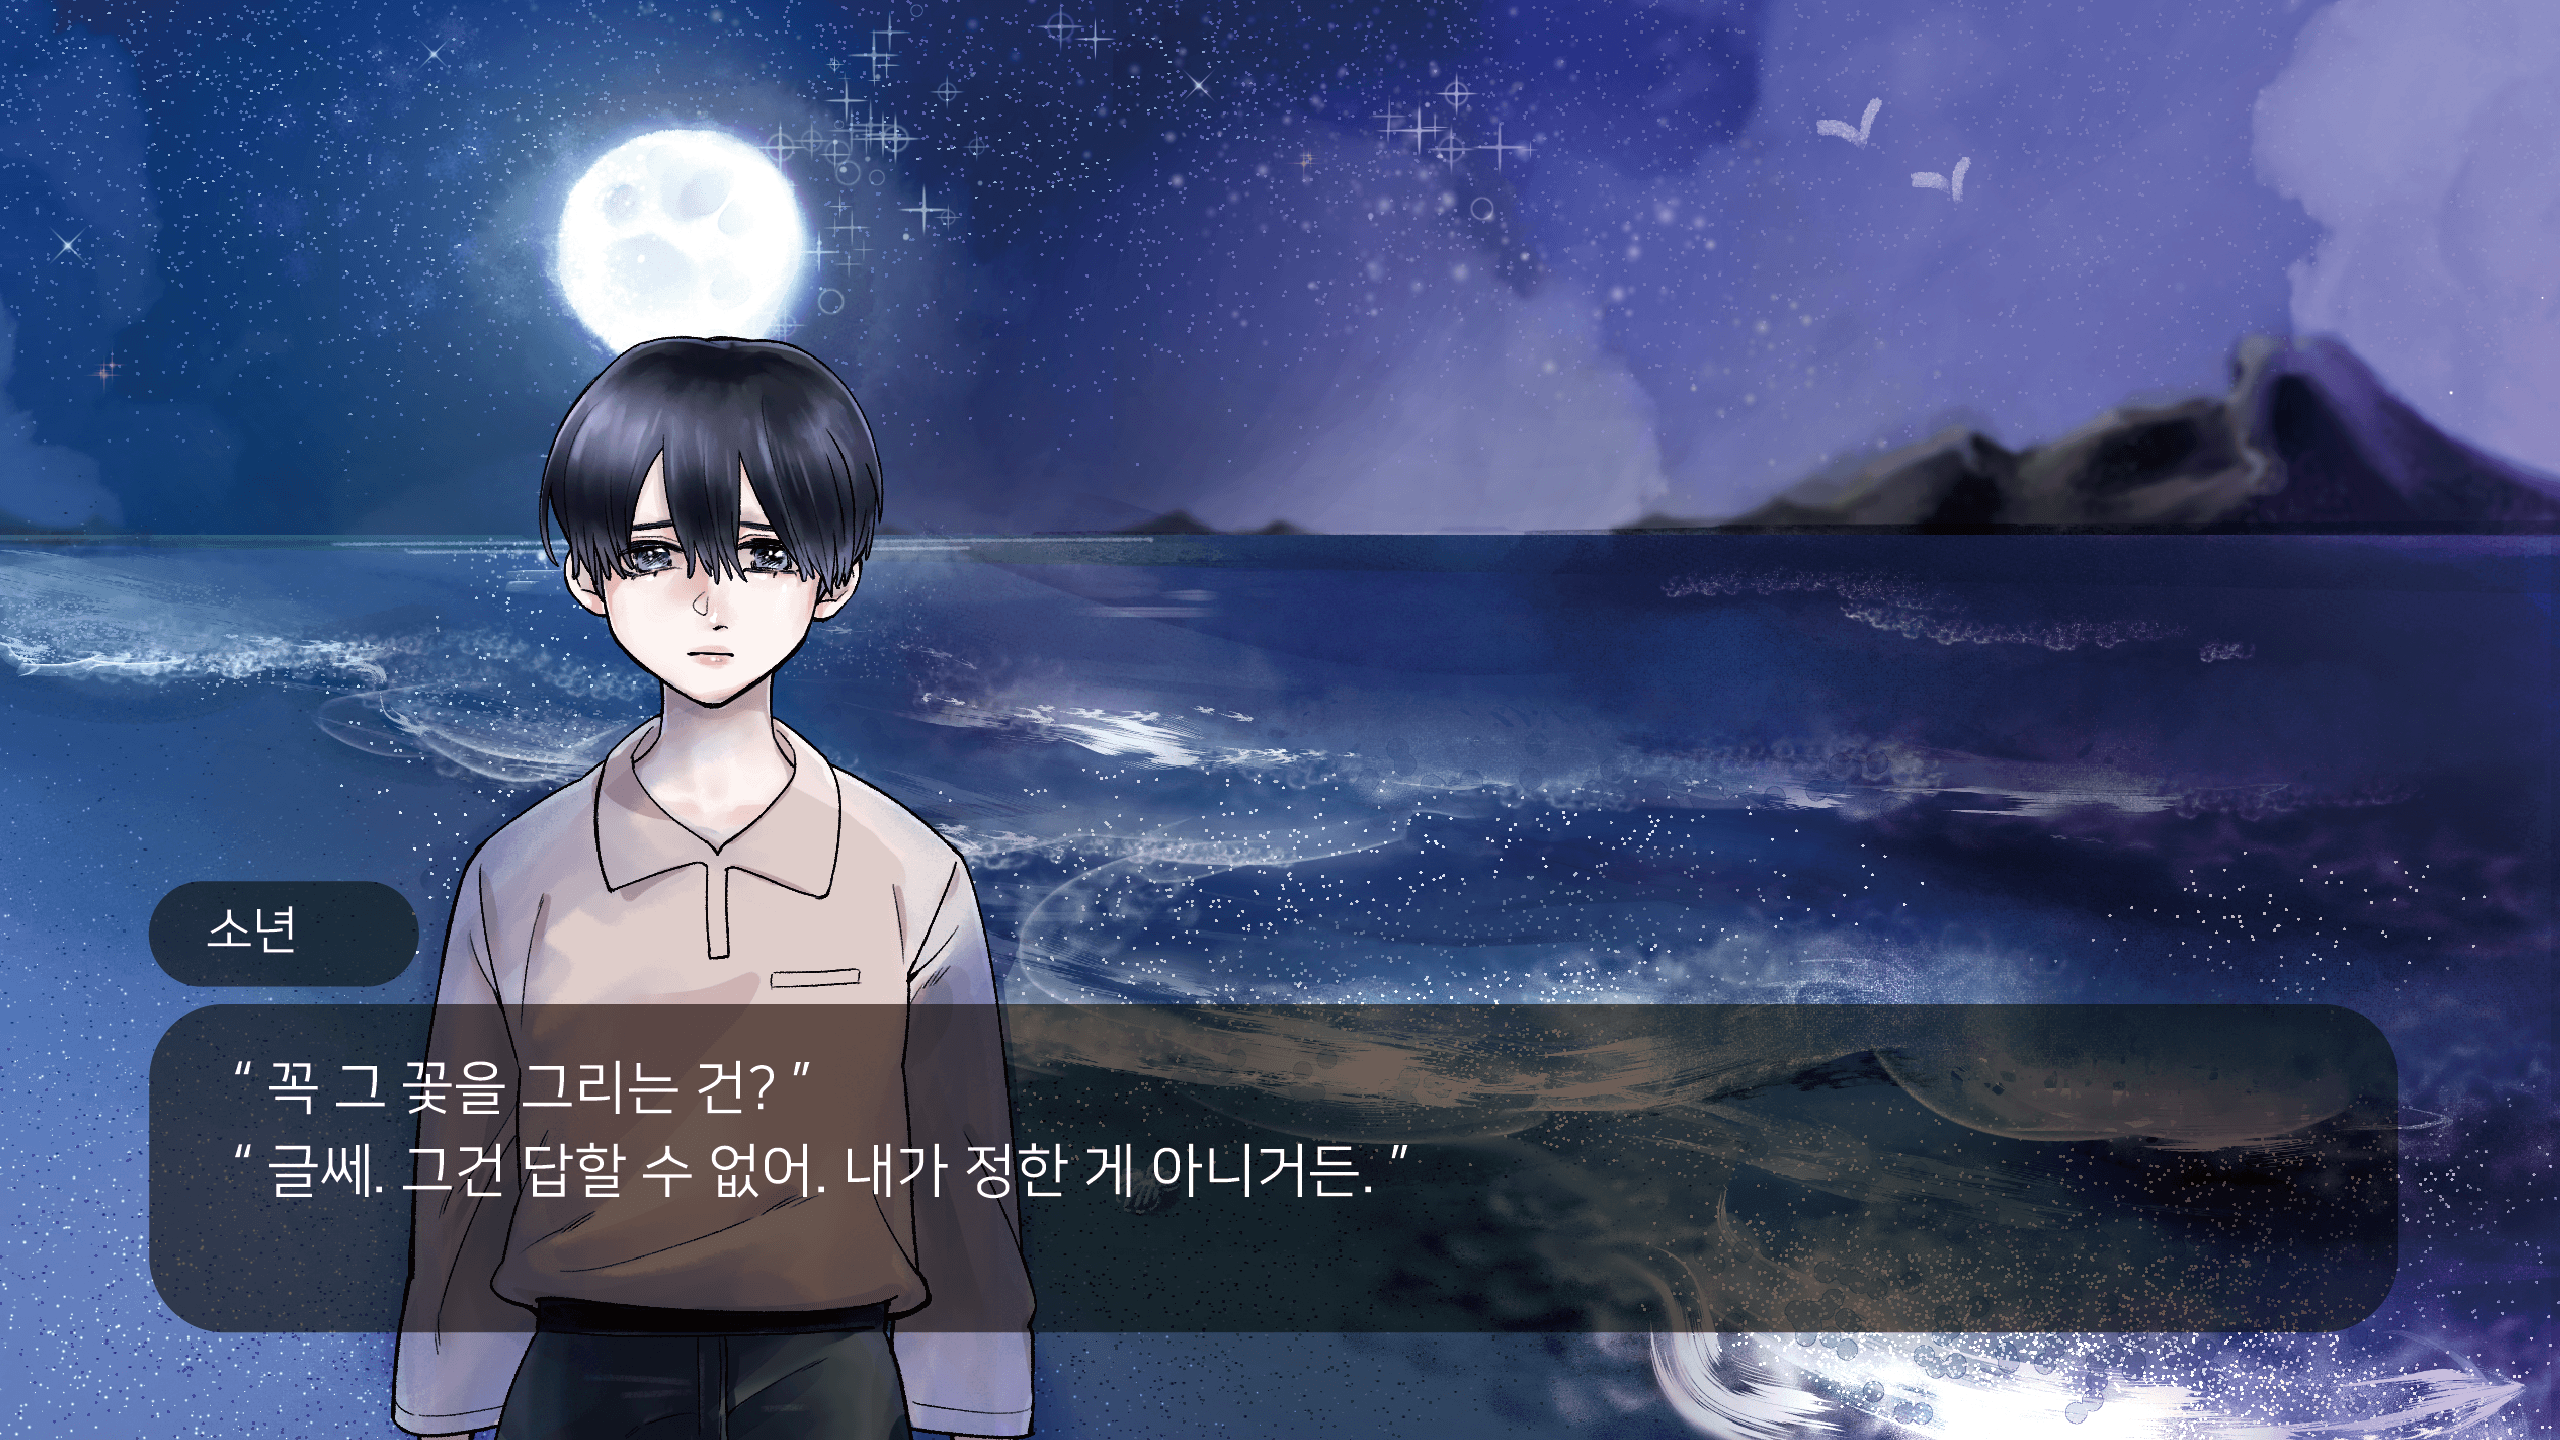 소년
“ 꼭 그 꽃을 그리는 건? ”
“ 글쎄. 그건 답할 수 없어. 내가 정한 게 아니거든. ”